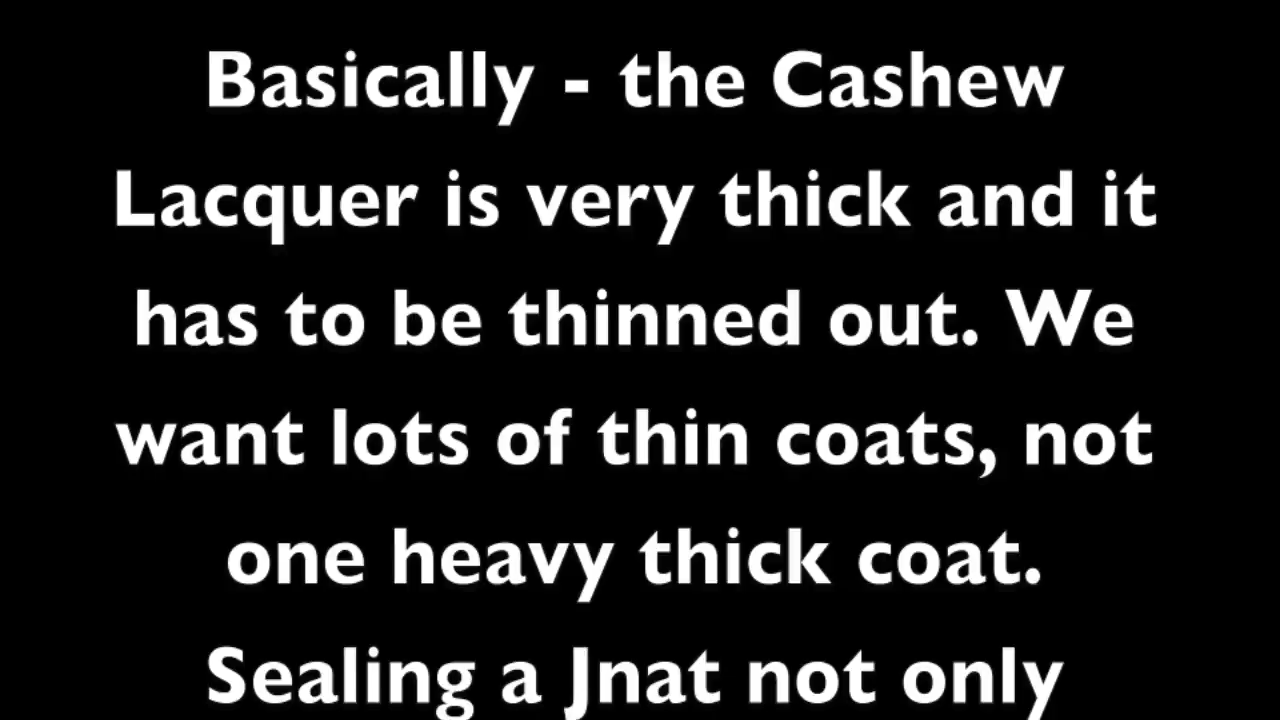 Basically - the Cashew
Lacquer is very thick and it
has to be thinned out. We
want lots of thin coats, not
one heavy thick coat.
Sealing a Jnat not only